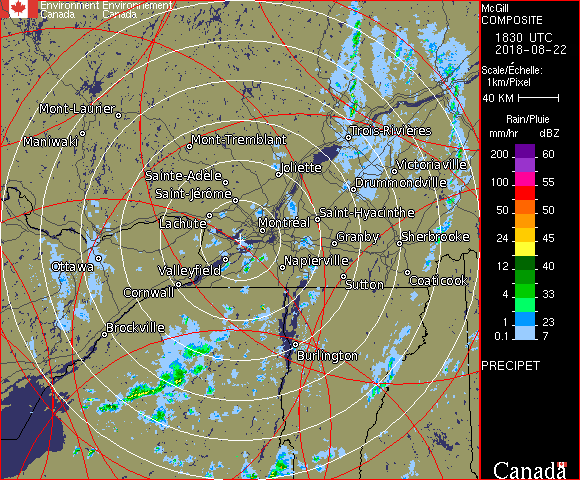 Environment Environnement
Canada Canada
McGill
COMPOSITE
1830 UTC
2018-08-22
Scale/Échelle:
1km/Pixel
40 KM
Rain/Pluie
mm/hr dBZ
200 60
150 57
100 55
50 50
24 45
12 40
4 33
1 23
0.1 7
PRECIPET
Canada
Mont-Laurier
Maniwaki
Mont-Tremblant
Trois-Rivières
Joliette
Victoriaville
Sainte-Adèle
Drummondville
Saint-Jérôme
Lachute
Saint-Hyacinthe
Montréal
Granby
Sherbrooke
Ottawa
Valleyfield
Napierville
Cornwall
Sutton
Coaticook
Brockville
Burlington